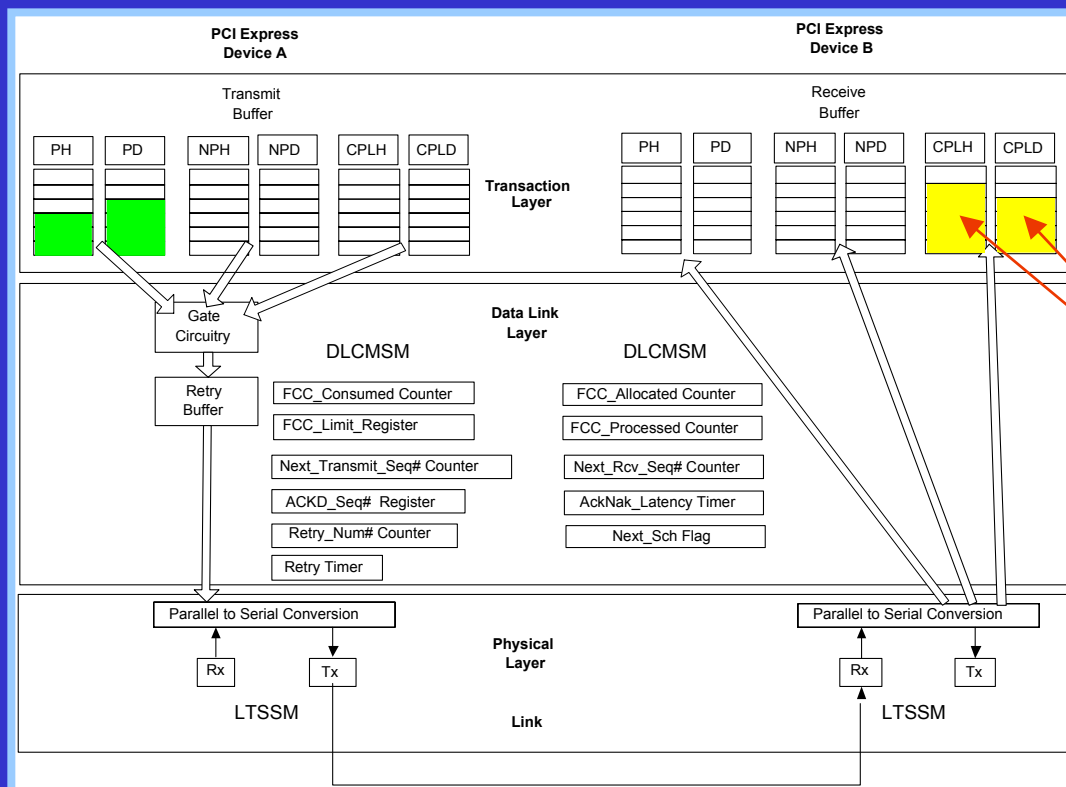 PCI Express
Device A
PCI Express
Device B
Transmit
Buffer
Receive
Buffer
PH
PD
NPH
NPD
CPLH
CPLD
PH
PD
NPH
NPD
CPLH
CPLD
Transaction
Layer
Gate
Circuitry
Data Link
Layer
DLCMSM
DLCMSM
Retry
Buffer
FCC_Consumed Counter
FCC_Limit_Register
Next_Transmit_Seq# Counter
ACKD_Seq# Register
Retry_Num# Counter
Retry Timer
FCC_Allocated Counter
FCC_Processed Counter
Next_Rcv_Seq# Counter
AckNak_Latency Timer
Next_Sch Flag
Parallel to Serial Conversion
Parallel to Serial Conversion
Physical
Layer
Rx
Tx
Rx
Tx
LTSSM
Link
LTSSM